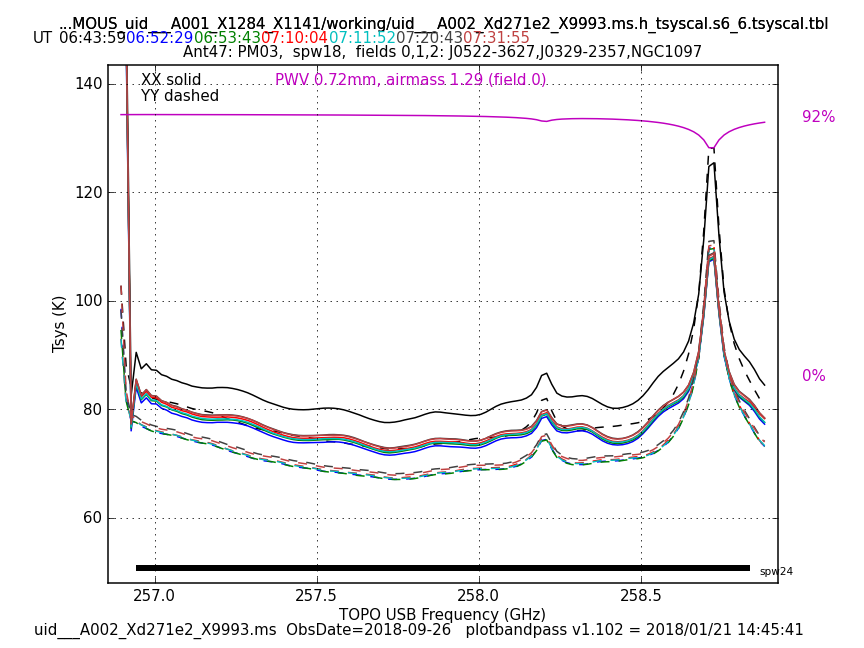 ...MOUS_uid___A001_X1284_X1141/working/uid___A002_Xd271e2_X9993.ms.h_tsyscal.s6_6.tsyscal.tbl
UT 06:43:59 06:52:29 06:53:43 07:10:04 07:11:52 07:20:43 07:31:55
Ant47: PM03, spw18, fields 0,1,2: J0522-3627,J0329-2357,NGC1097
XX solid
YY dashed
PWV 0.72mm, airmass 1.29 (field 0)
140
120
100
80
60
Tsys (K)
92%
0%
spw24
257.0 257.5 258.0 258.5
TOPO USB Frequency (GHz)
uid___A002_Xd271e2_X9993.ms ObsDate=2018-09-26 plotbandpass v1.102 = 2018/01/21 14:45:41